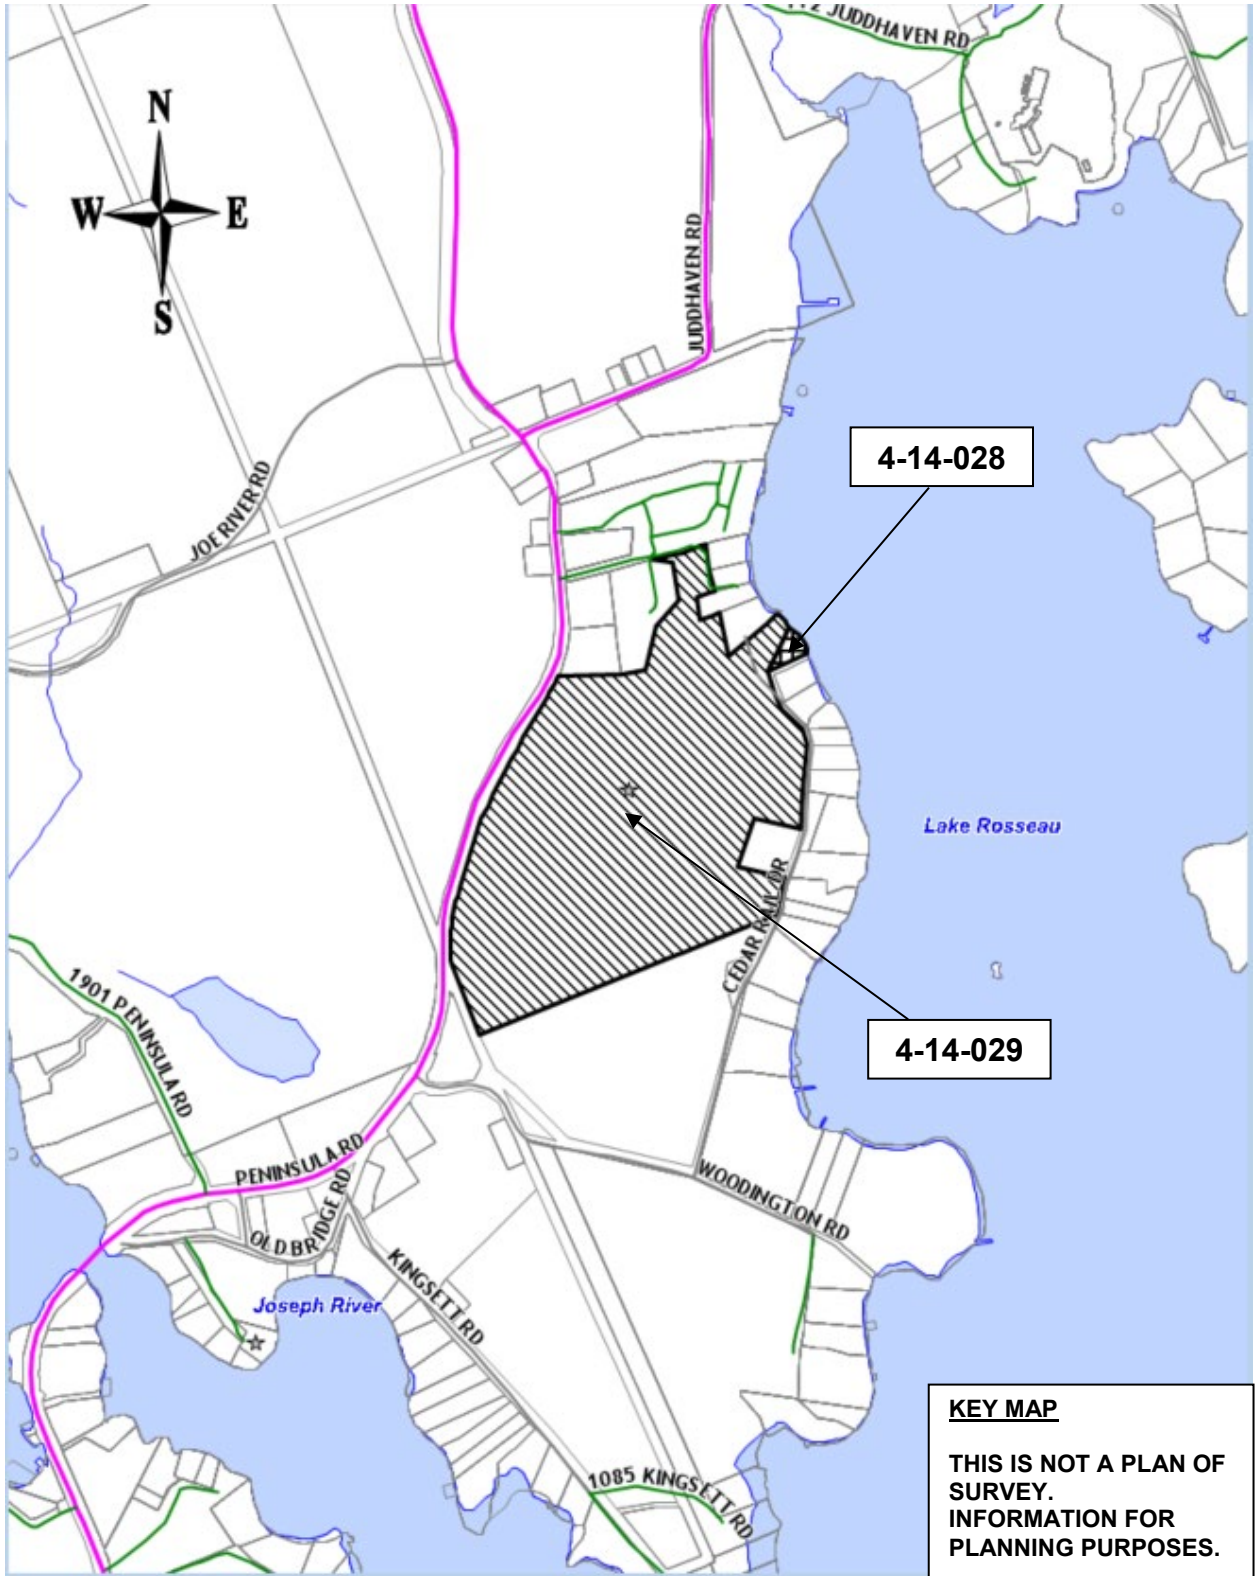 112 JUDDHAVEN RD
N
W E
S
JUDDHAVEN RD
4-14-028
JOE RIVER RD
Lake Rosseau
CEDAR RAIL DR
1901 PENINSULA RD
4-14-029
PENINSULA RD
WOODINGTON RD
OLD BRIDGE RD
KINGSETT RD
Joseph River
1085 KINGSETT RD
KEY MAP
THIS IS NOT A PLAN OF
SURVEY.
INFORMATION FOR
PLANNING PURPOSES.